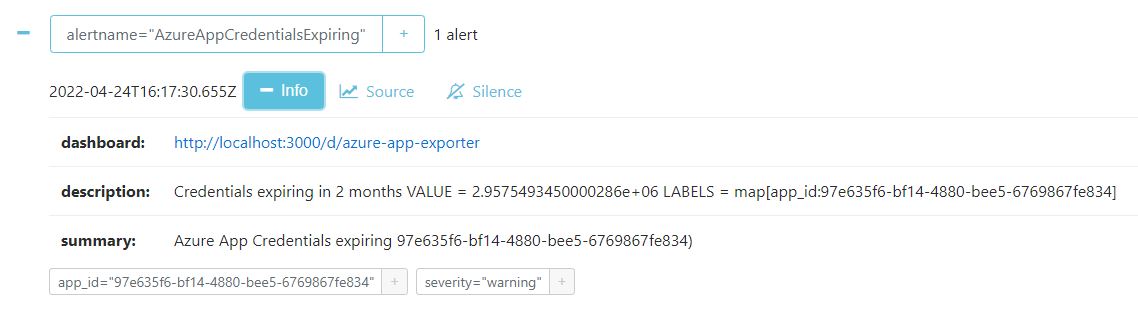 alertname="AzureAppCredentialsExpiring" + 1 alert
2022-04-24T16:17:30.655Z Info Source Silence
dashboard: http://localhost:3000/d/azure-app-exporter
description: Credentials expiring in 2 months VALUE = 2.9575493450000286e+06 LABELS = map[app_id:97e635f6-bf14-4880-bee5-6769867fe834]
summary: Azure App Credentials expiring 97e635f6-bf14-4880-bee5-6769867fe834)
app_id="97e635f6-bf14-4880-bee5-6769867fe834" + severity="warning" +